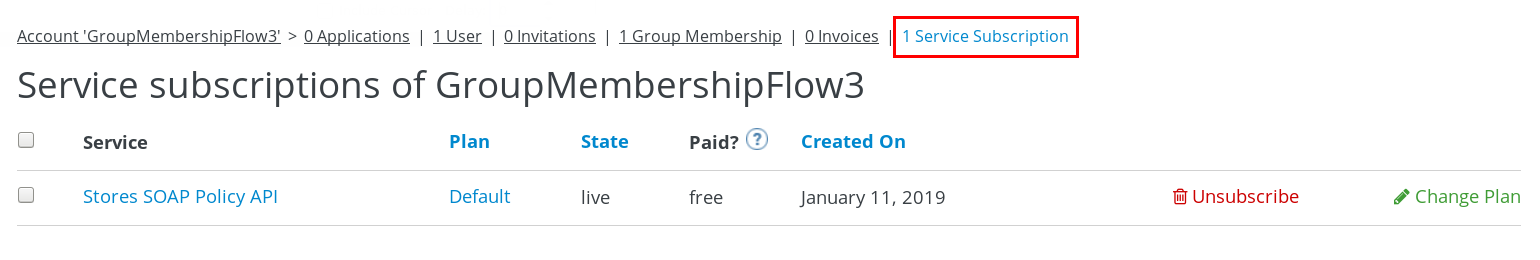 Account 'GroupMembershipFlow3' > 0 Applications | 1 User | 0 Invitations | 1 Group Membership | 0 Invoices | 1 Service Subscription
Service subscriptions of GroupMembershipFlow3
Service Plan State Paid? ? Created On
Stores SOAP Policy API Default live free January 11, 2019 Unsubscribe Change Plan